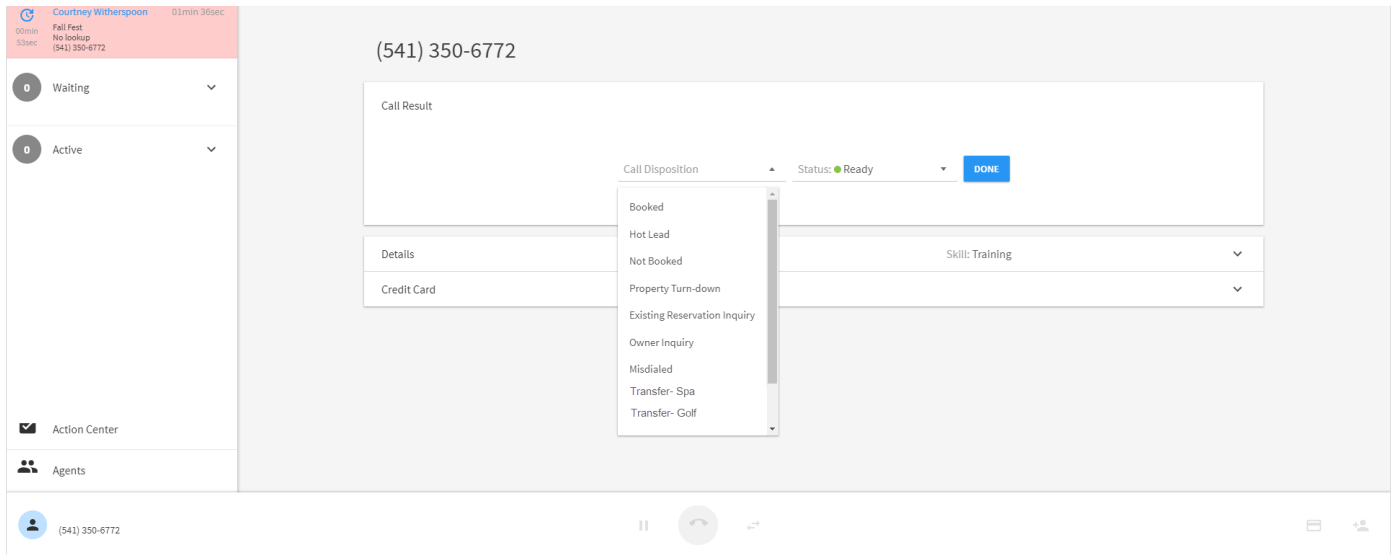 Courtney Witherspoon 01min 36sec
00min
53sec
Fall Fest
No lookup
(541) 350-6772
0 Waiting
0 Active
Action Center
Agents
(541) 350-6772
Call Result
Call Disposition Status: Ready DONE
Booked
Hot Lead
Not Booked
Property Turn-down
Existing Reservation Inquiry
Owner Inquiry
Misdialed
Transfer- Spa
Transfer- Golf
Details Skill: Training
Credit Card
(541) 350-6772